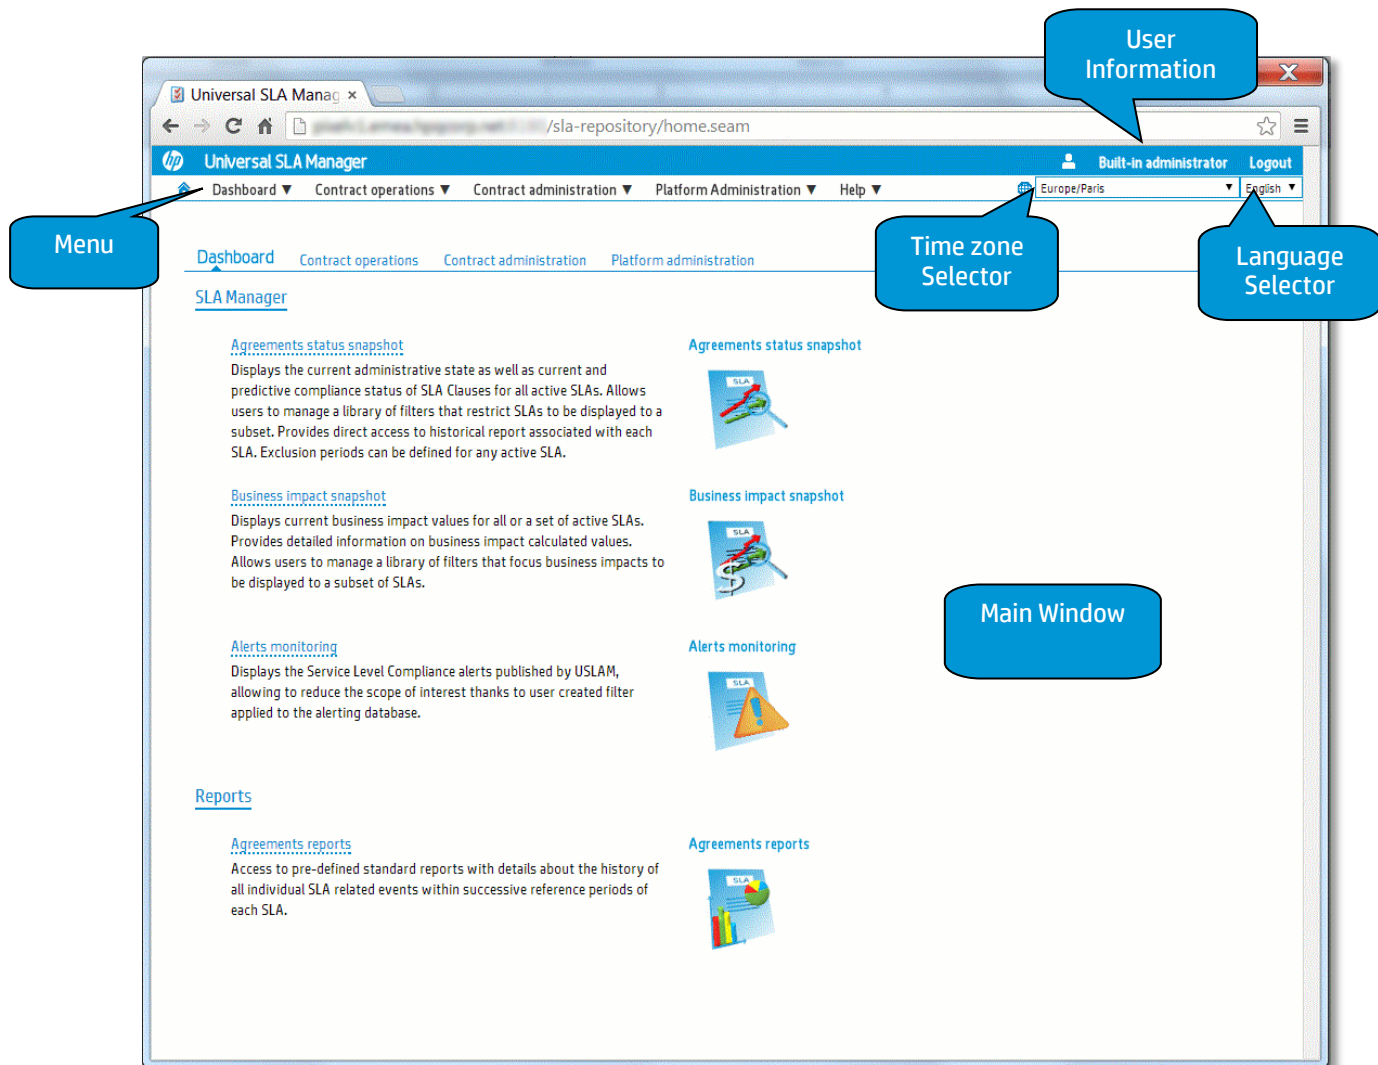 User
Information
Universal SLA Manag
/sla-repository/home.seam
hp Universal SLA Manager Built-in administrator Logout
Dashboard ▼ Contract operations ▼ Contract administration ▼ Platform Administration ▼ Help ▼ Europe/Paris ▼ English ▼
Menu
Time zone
Selector
Language
Selector
Dashboard Contract operations Contract administration Platform administration
SLA Manager
Agreements status snapshot
Displays the current administrative state as well as current and
predictive compliance status of SLA Clauses for all active SLAs. Allows
users to manage a library of filters that restrict SLAs to be displayed to a
subset. Provides direct access to historical report associated with each
SLA. Exclusion periods can be defined for any active SLA.
Agreements status snapshot
SLA
Business impact snapshot
Displays current business impact values for all or a set of active SLAs.
Provides detailed information on business impact calculated values.
Allows users to manage a library of filters that focus business impacts to
be displayed to a subset of SLAs.
Business impact snapshot
SLA
$
Main Window
Alerts monitoring
Displays the Service Level Compliance alerts published by USLAM,
allowing to reduce the scope of interest thanks to user created filter
applied to the alerting database.
Alerts monitoring
SLA
Reports
Agreements reports
Access to pre-defined standard reports with details about the history of
all individual SLA related events within successive reference periods of
each SLA.
Agreements reports
SLA